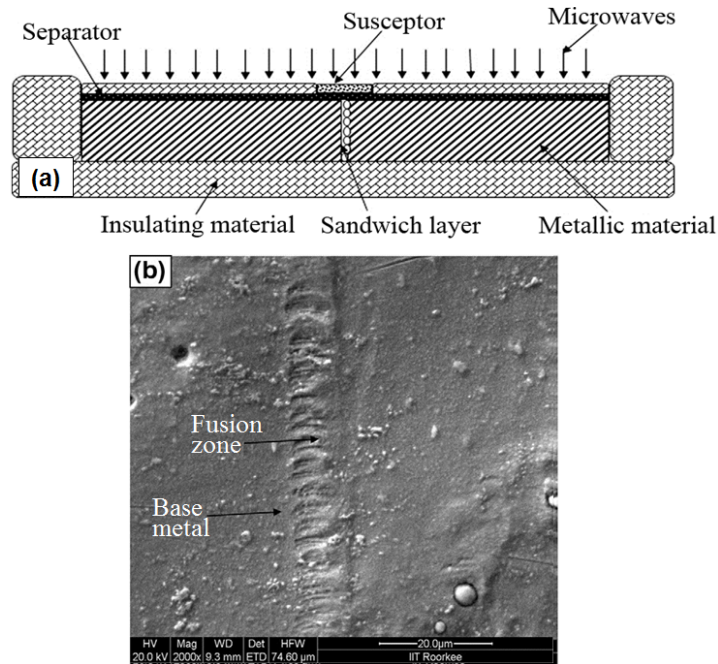 Separator
Susceptor
Microwaves
(a)
Insulating material
Sandwich layer
Metallic material
(b)
Fusion
zone
Base
metal
HV Mag WD Det HFW 20.0µm
20.0 kV 2000x 9.3 mm ETD 74.60 µm IIT Roorkee